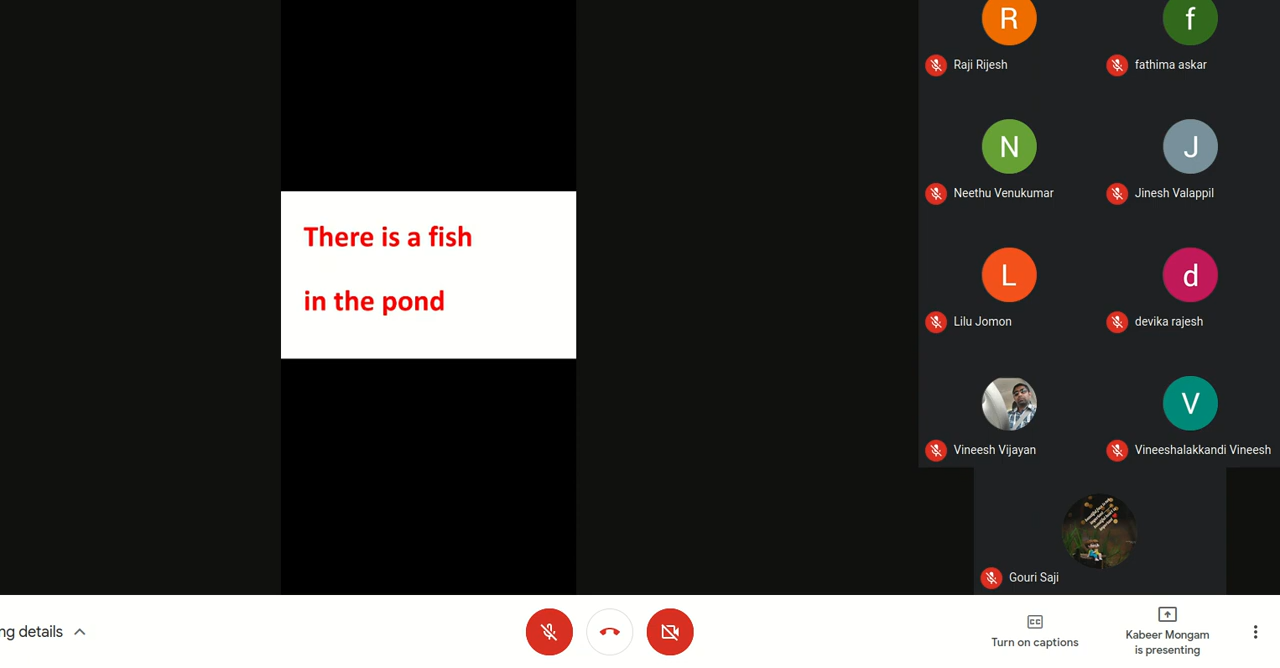 There is a fish
in the pond
R
f
Raji Rijesh
fathima askar
N
J
Neethu Venukumar
Jinesh Valappil
L
d
Lilu Jomon
devika rajesh
V
Vineesh Vijayan
Vineeshalakkandi Vineesh
Gouri Saji
ng details
CC
Turn on captions
Kabeer Mongam
is presenting